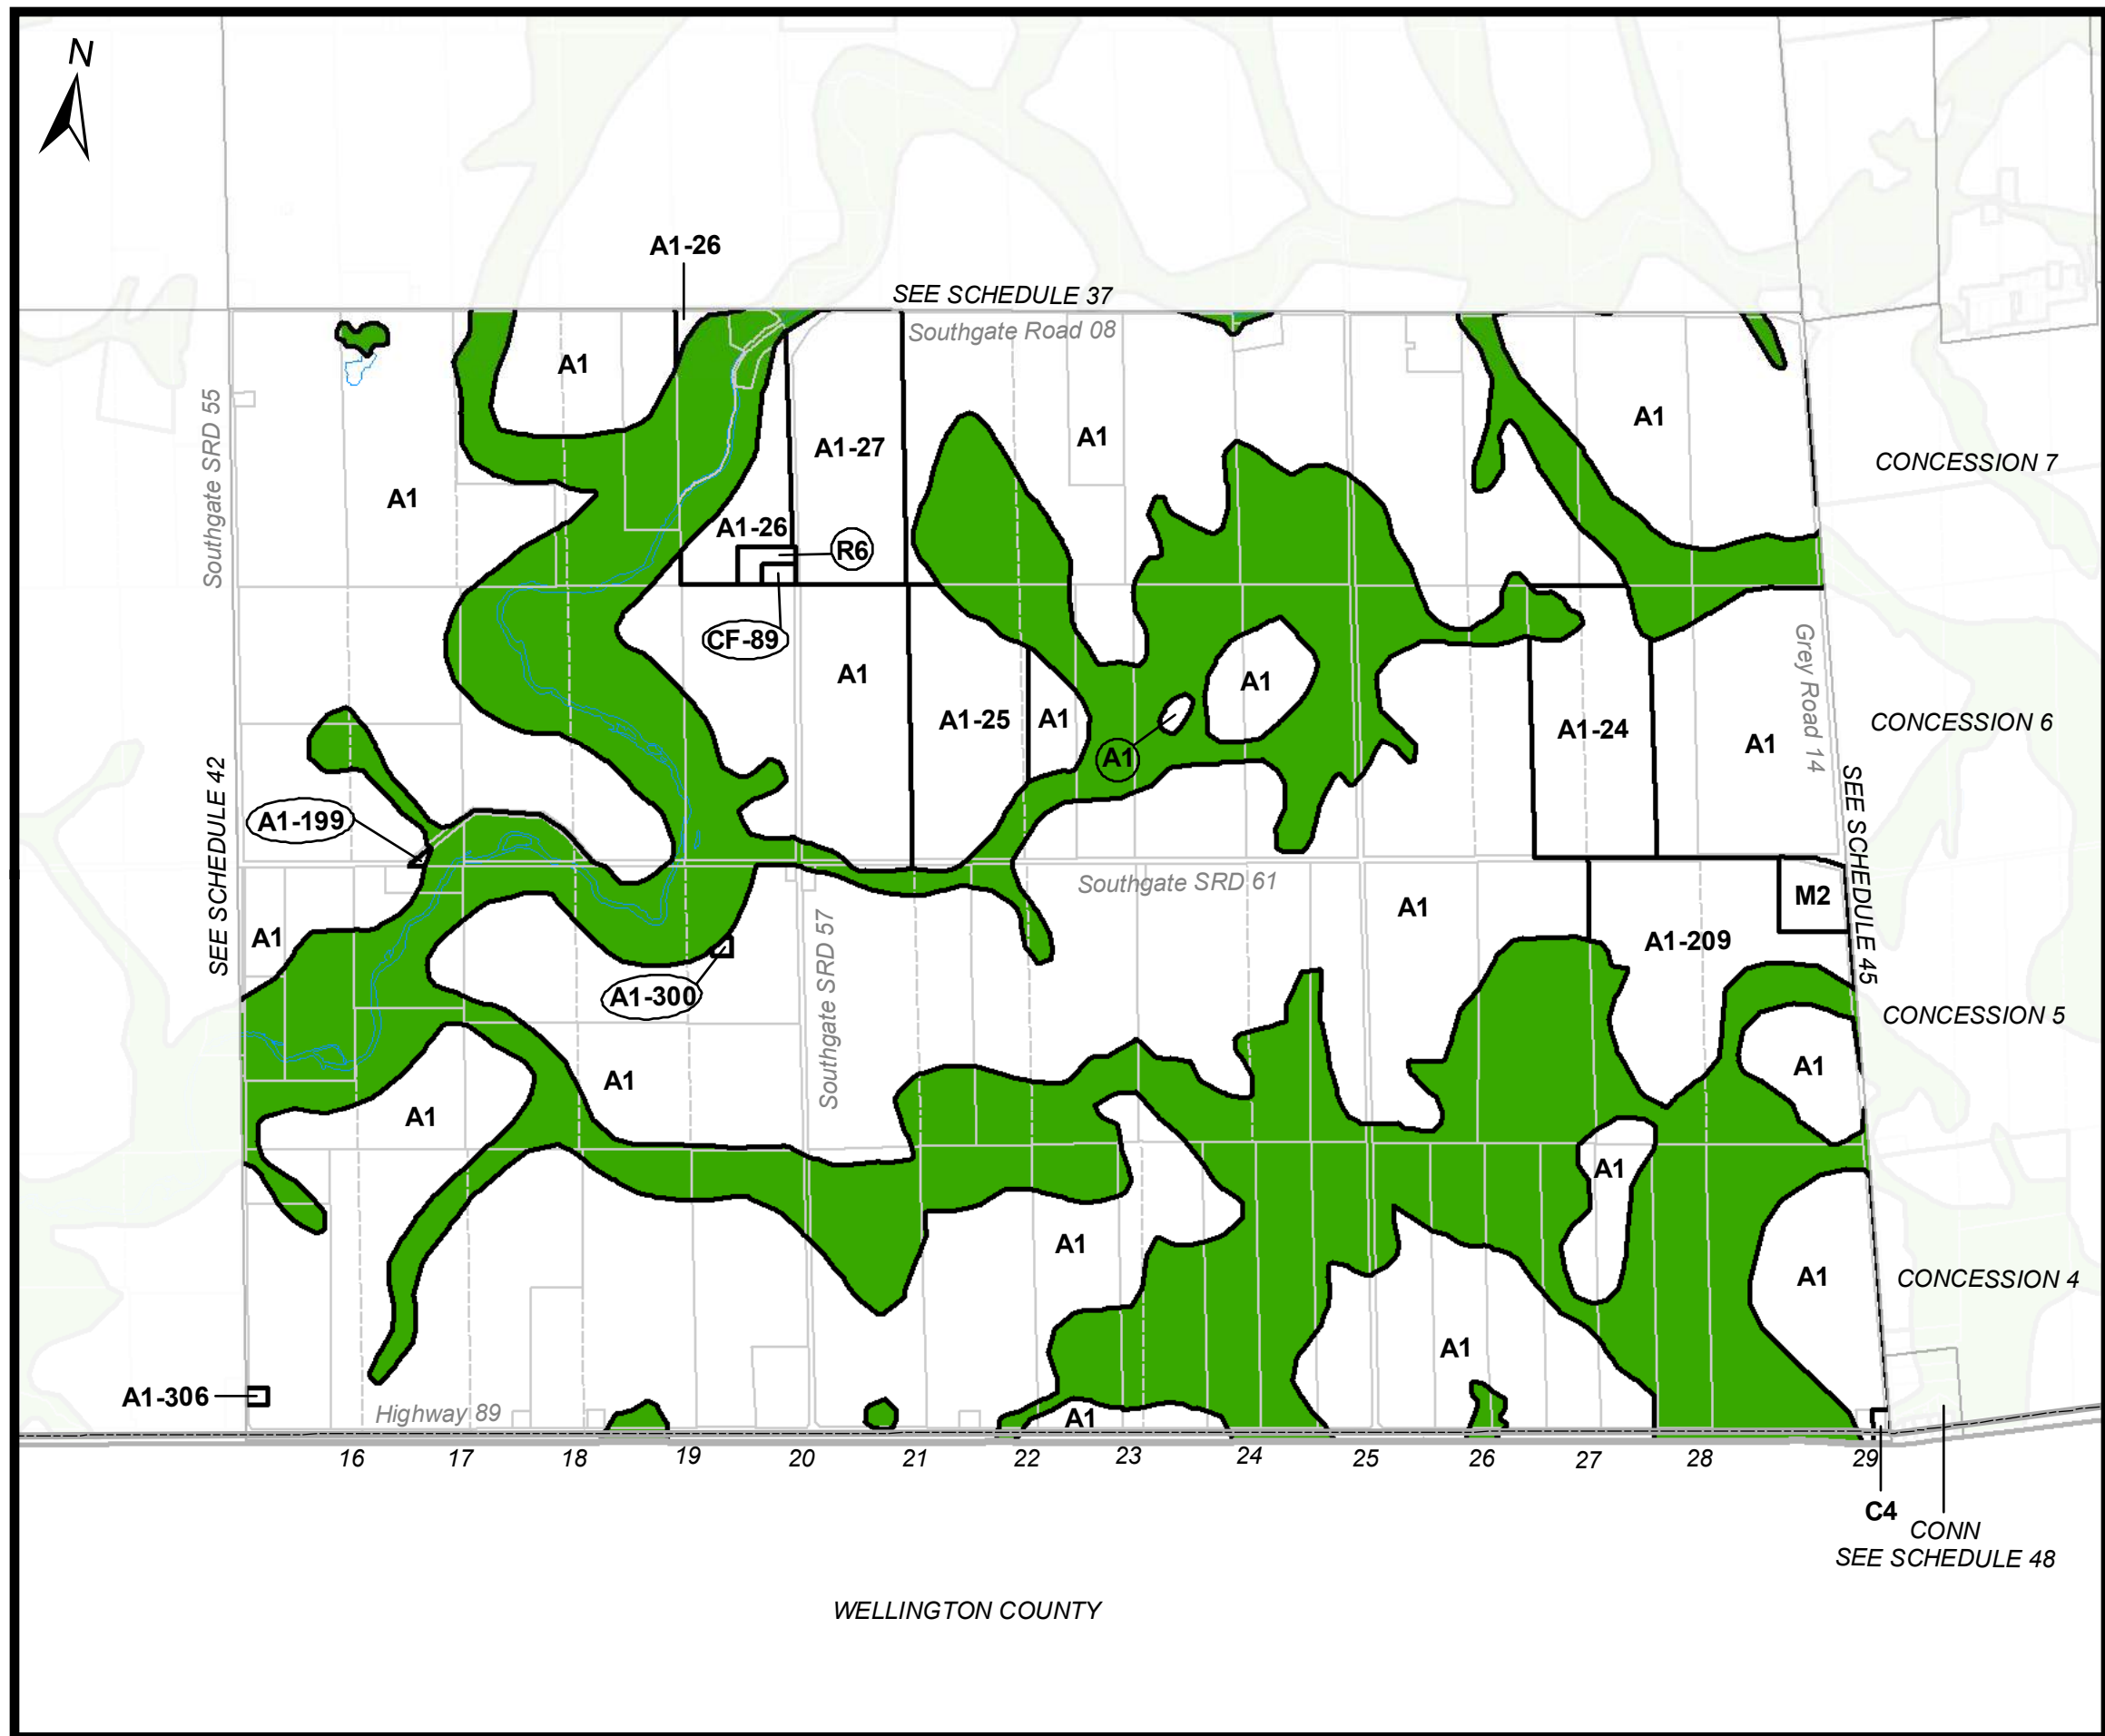 N
A1-26
SEE SCHEDULE 37
Southgate Road 08
A1
A1
A1
A1-27
A1
Southgate SRD 55
CONCESSION 7
A1
A1-26
R6
CF-89
A1
A1
Grey Road 14
A1-25
A1
A1
A1-24
A1
CONCESSION 6
SEE SCHEDULE 42
A1-199
SEE SCHEDULE 45
Southgate SRD 61
A1
M2
A1
A1-209
Southgate SRD 57
A1-300
CONCESSION 5
A1
A1
A1
A1
A1
A1
A1
CONCESSION 4
A1
A1-306
Highway 89
A1
16
17
18
19
20
21
22
23
24
25
26
27
28
29
C4
CONN
SEE SCHEDULE 48
WELLINGTON COUNTY